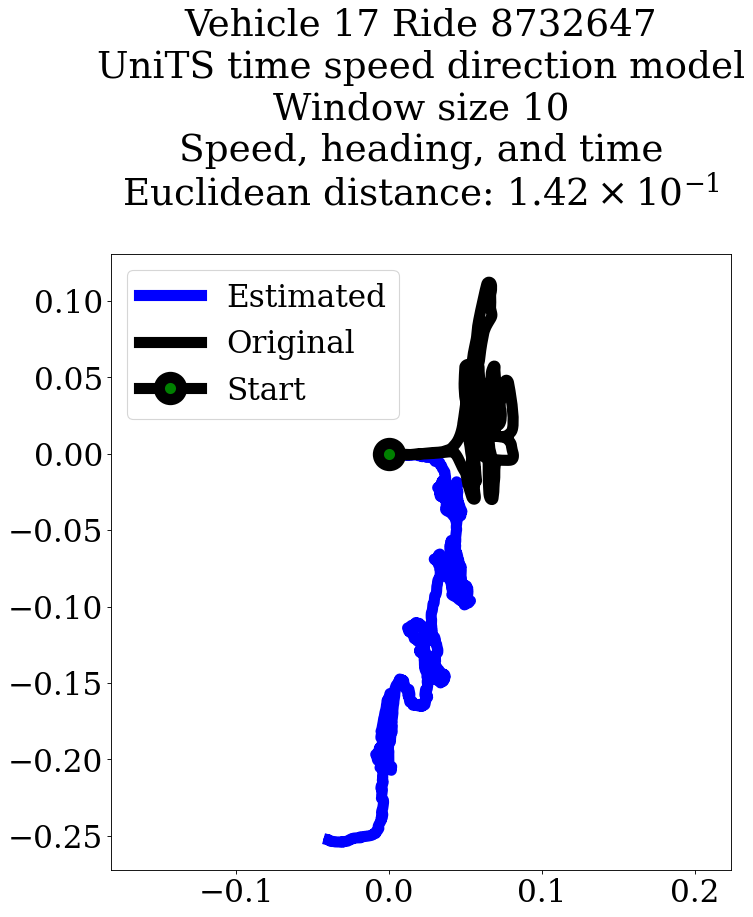 Vehicle 17 Ride 8732647
UniTS time speed direction model
Window size 10
Speed, heading, and time
Euclidean distance: 1.42 × 10⁻¹
Estimated
Original
Start
0.10
0.05
0.00
−0.05
−0.10
−0.15
−0.20
−0.25
−0.1 0.0 0.1 0.2